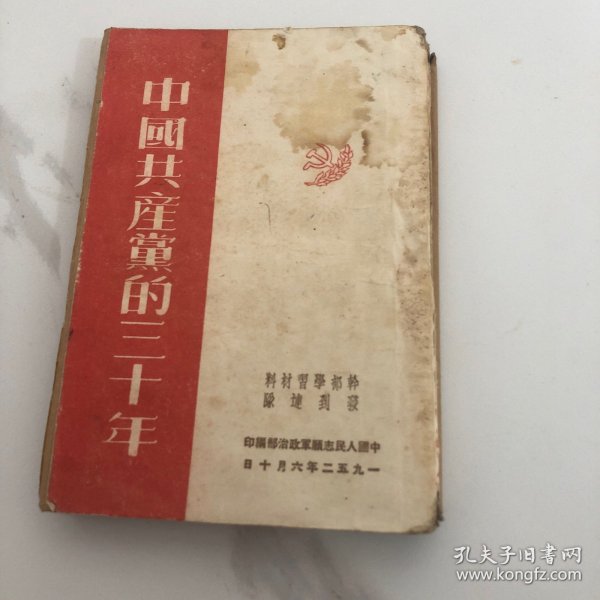 中國共產黨的三十年
幹部學習材料
發到連隊
中國人民志願軍政治部編印
一九五二年六月十日
孔夫子旧书网
www.kongfz.com